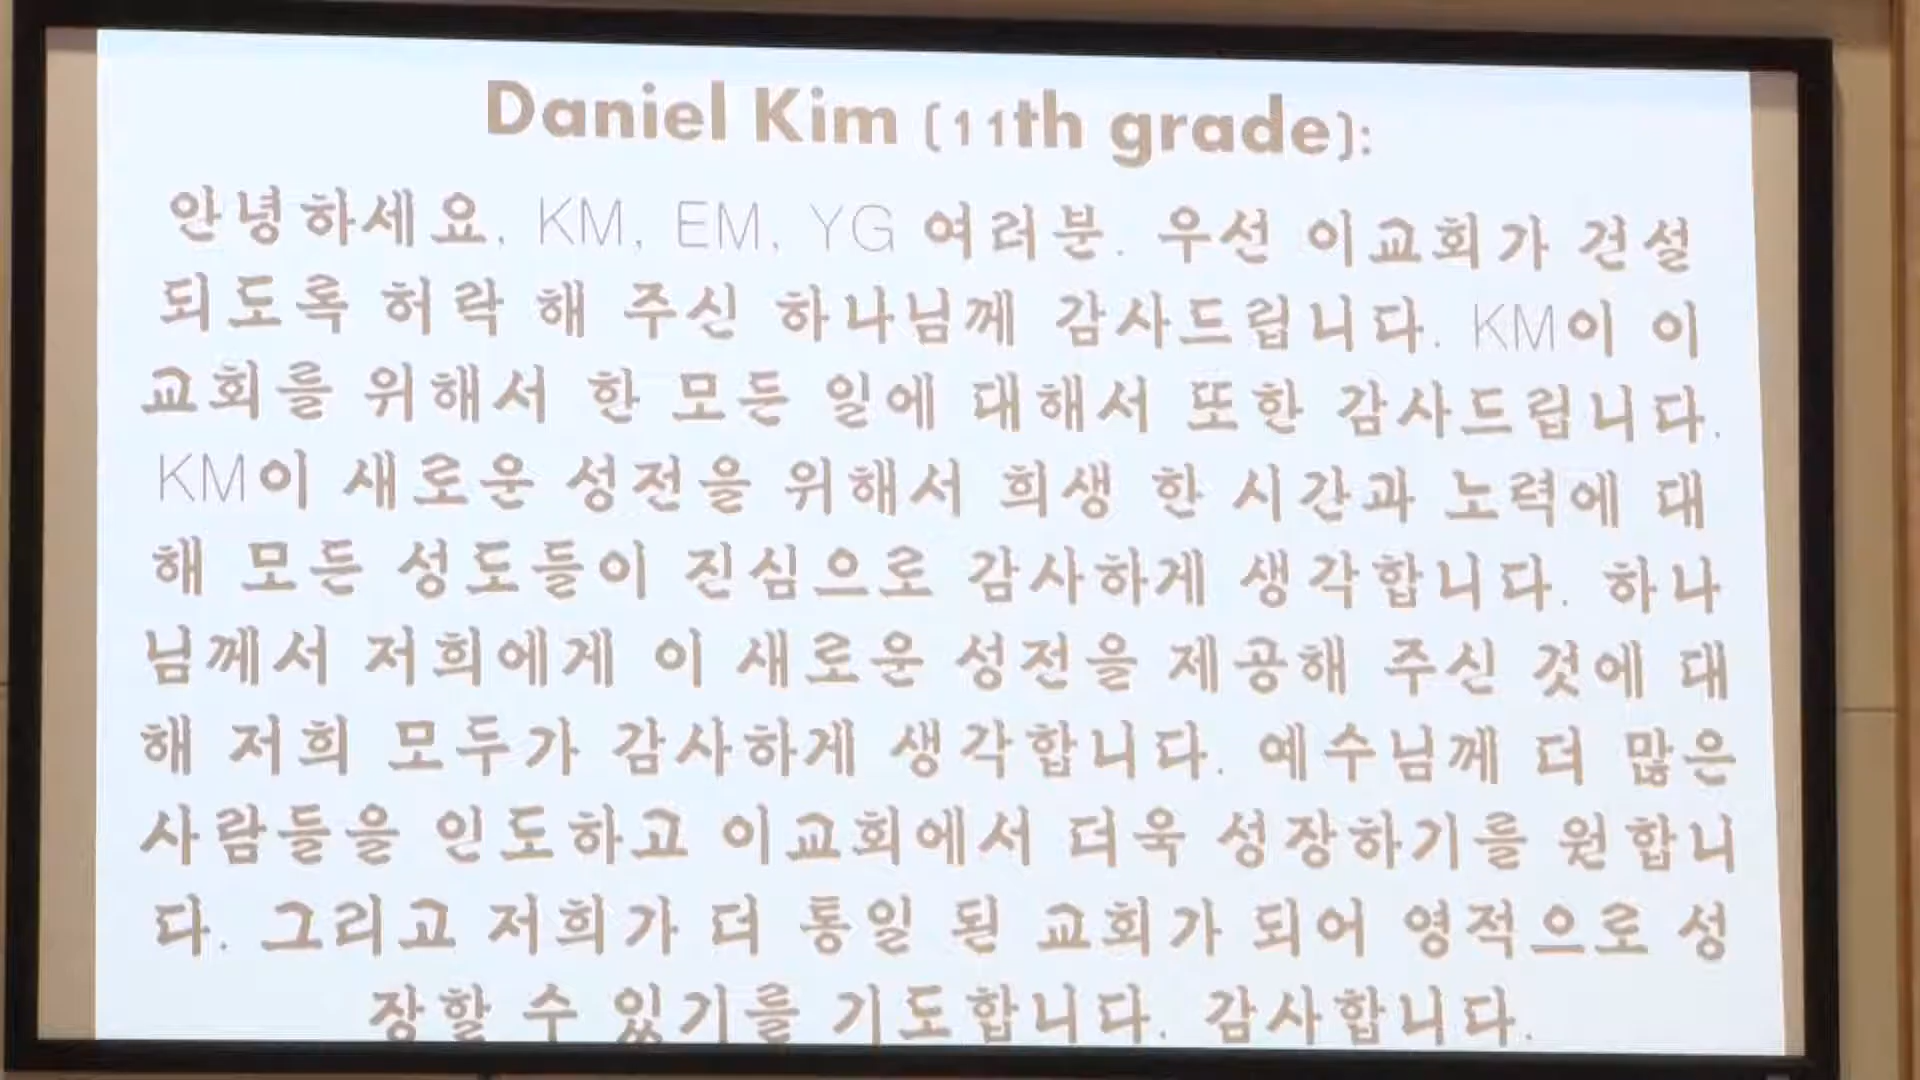 Daniel Kim (11th grade):
안녕하세요, KM, EM, YG 여러분. 우선 이교회가 건설
되도록 허락 해 주신 하나님께 감사드립니다. KM이 이
교회를 위해서 한 모든 일에 대해서 또한 감사드립니다.
KM이 새로운 성전을 위해서 희생 한 시간과 노력에 대
해 모든 성도들이 진심으로 감사하게 생각합니다. 하나
님께서 저희에게 이 새로운 성전을 제공해 주신 것에 대
해 저희 모두가 감사하게 생각합니다. 예수님께 더 많은
사람들을 인도하고 이교회에서 더욱 성장하기를 원합니
다. 그리고 저희가 더 통일 된 교회가 되어 영적으로 성
장할 수 있기를 기도합니다. 감사합니다.